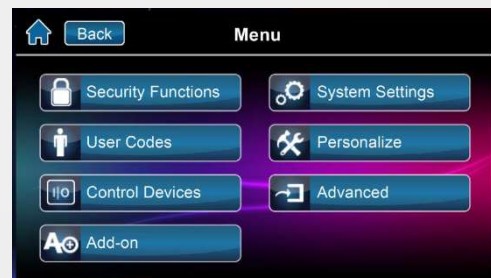 Back
Menu
Security Functions
System Settings
User Codes
Personalize
Control Devices
Advanced
Add-on